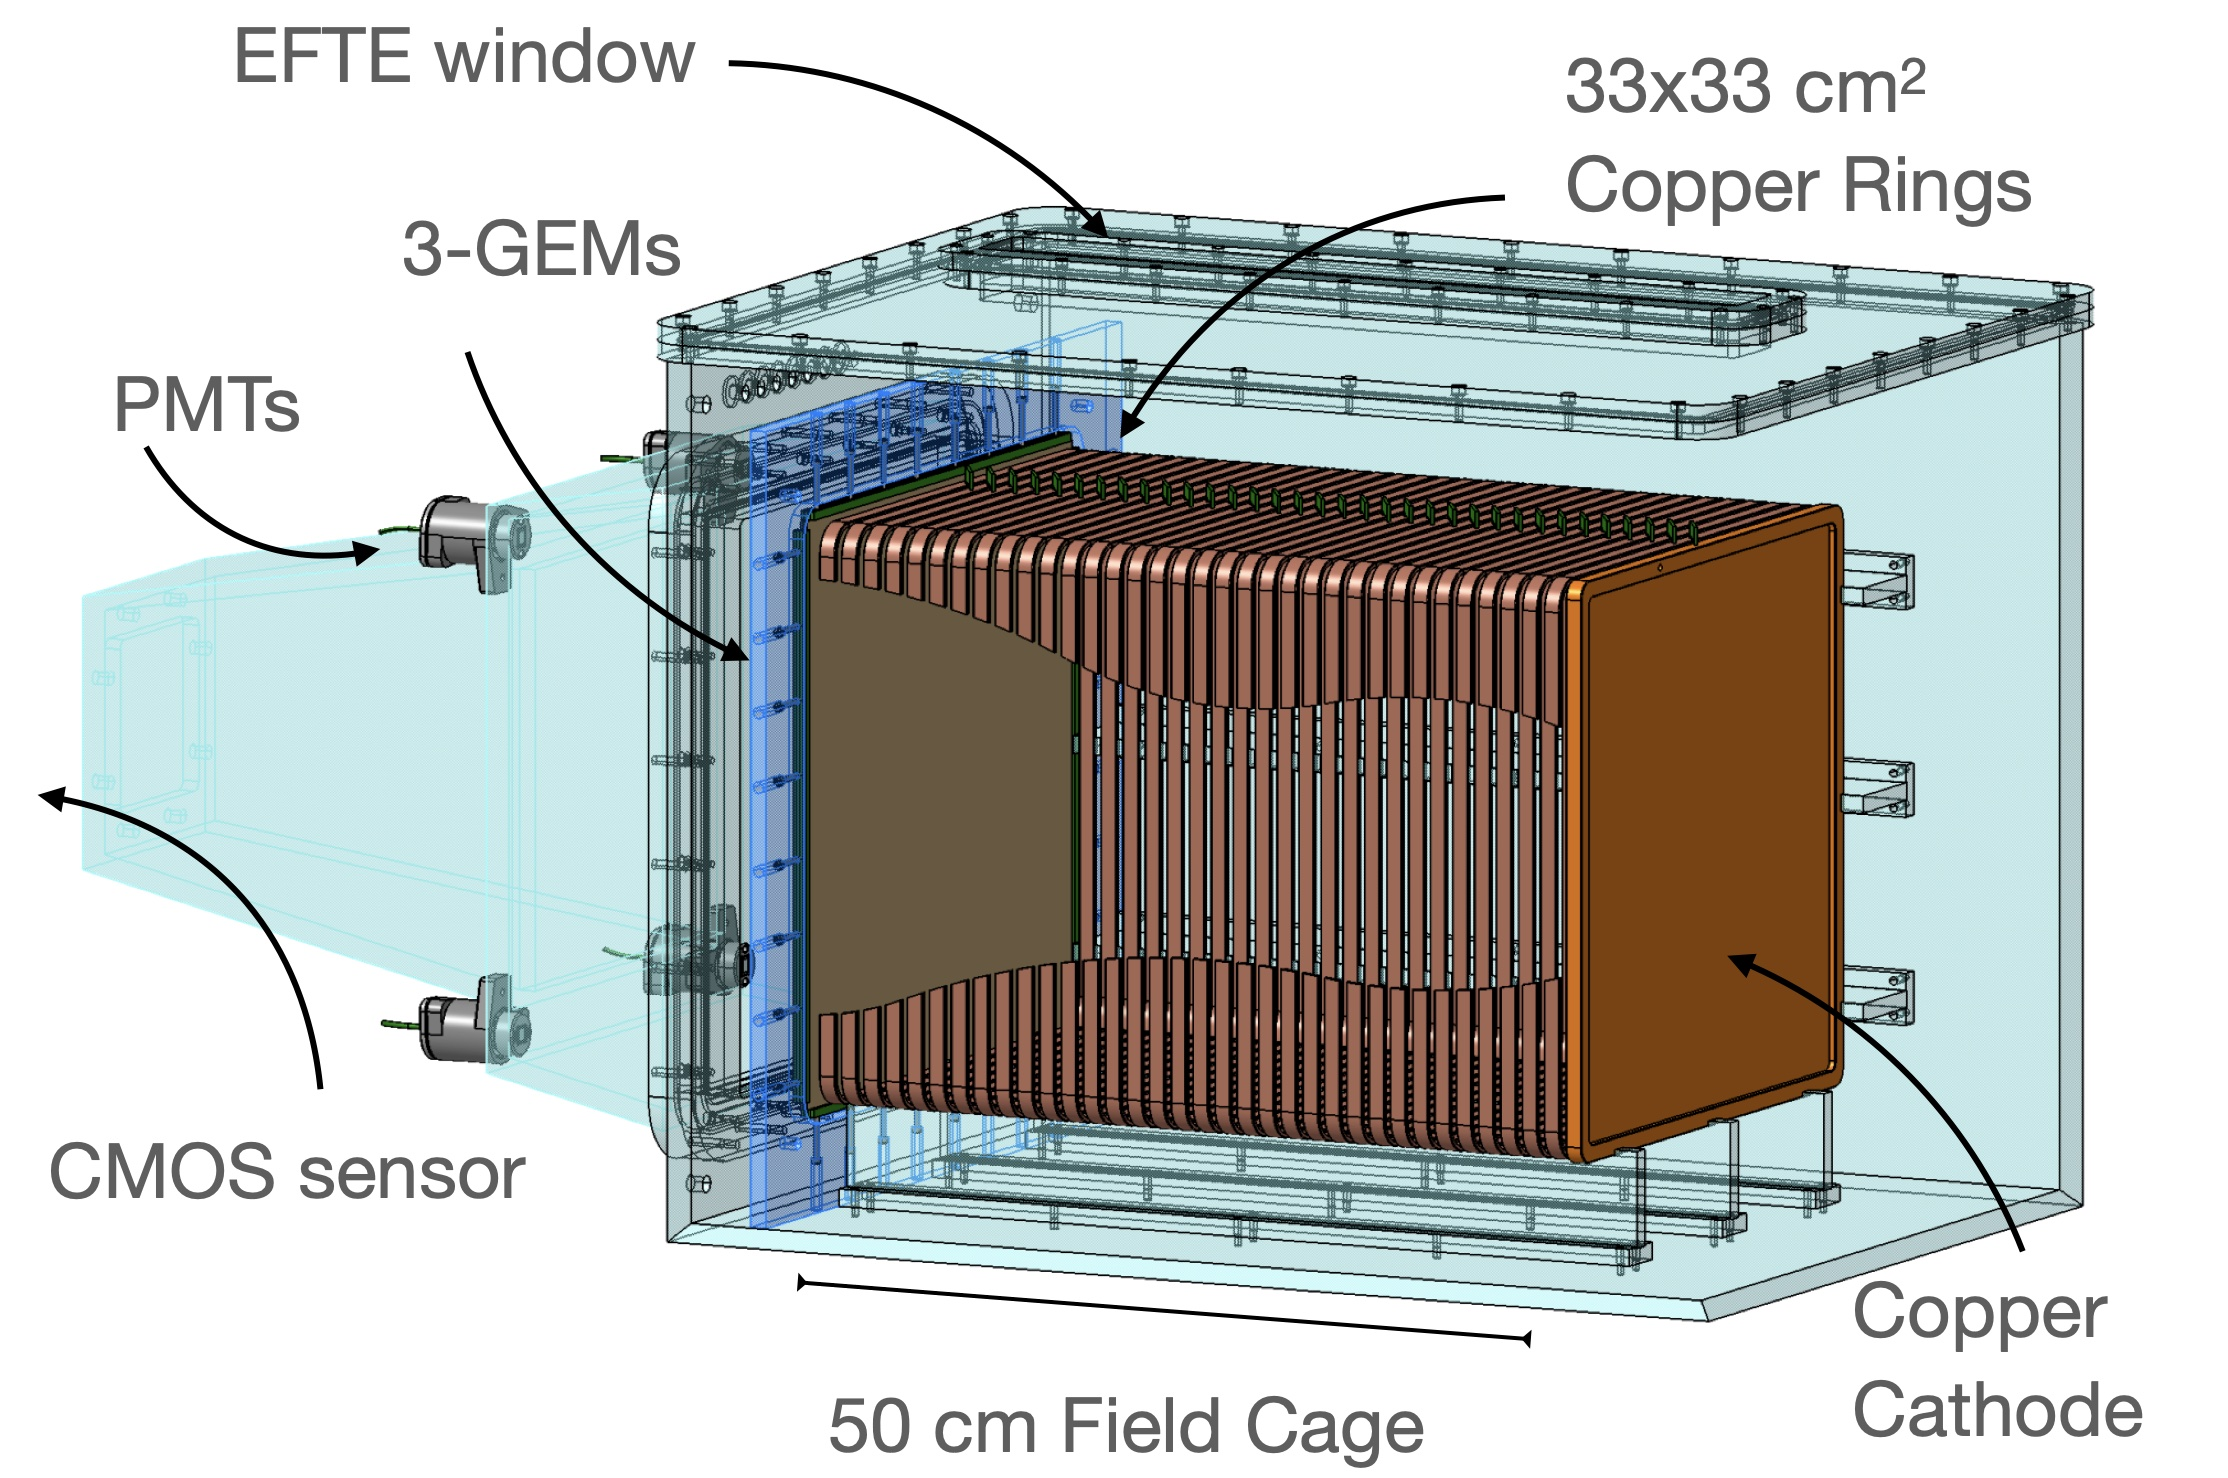 EFTE window
33x33 cm²
Copper Rings
3-GEMs
PMTs
CMOS sensor
Copper
Cathode
50 cm Field Cage